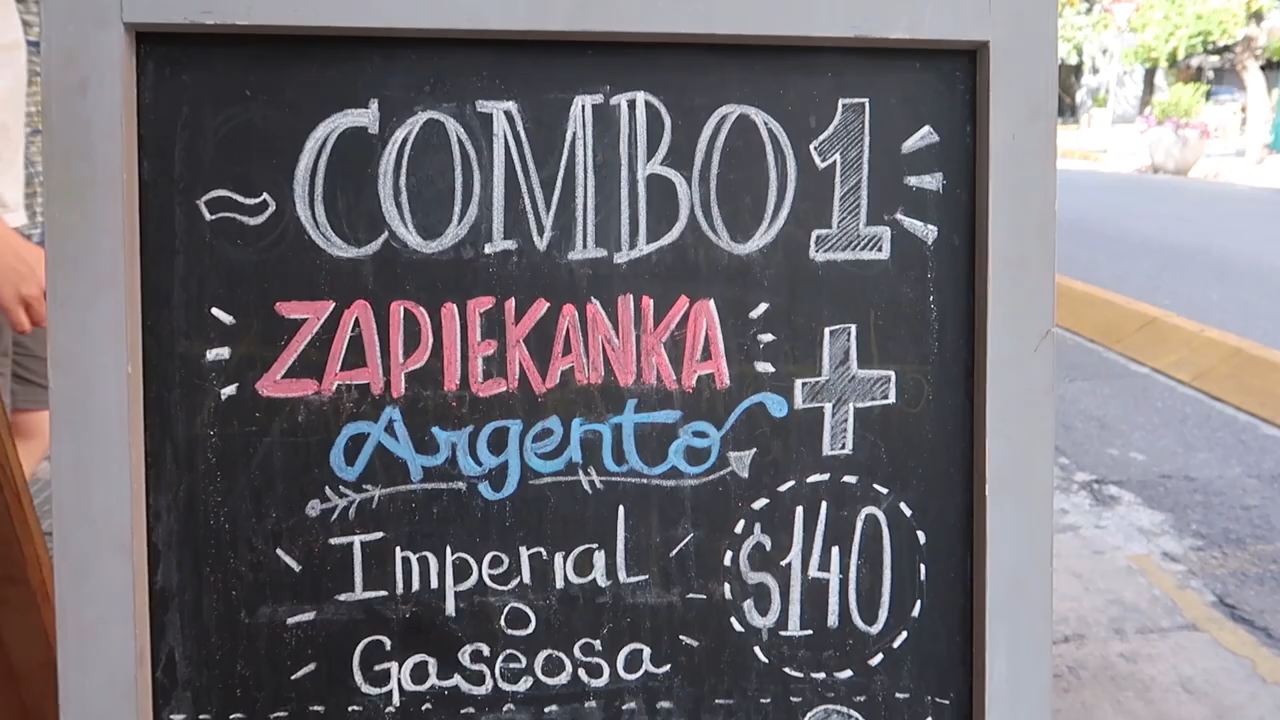 ~COMBO 1
ZAPIEKANKA
Argento
+
Imperial
$140
o
Gaseosa